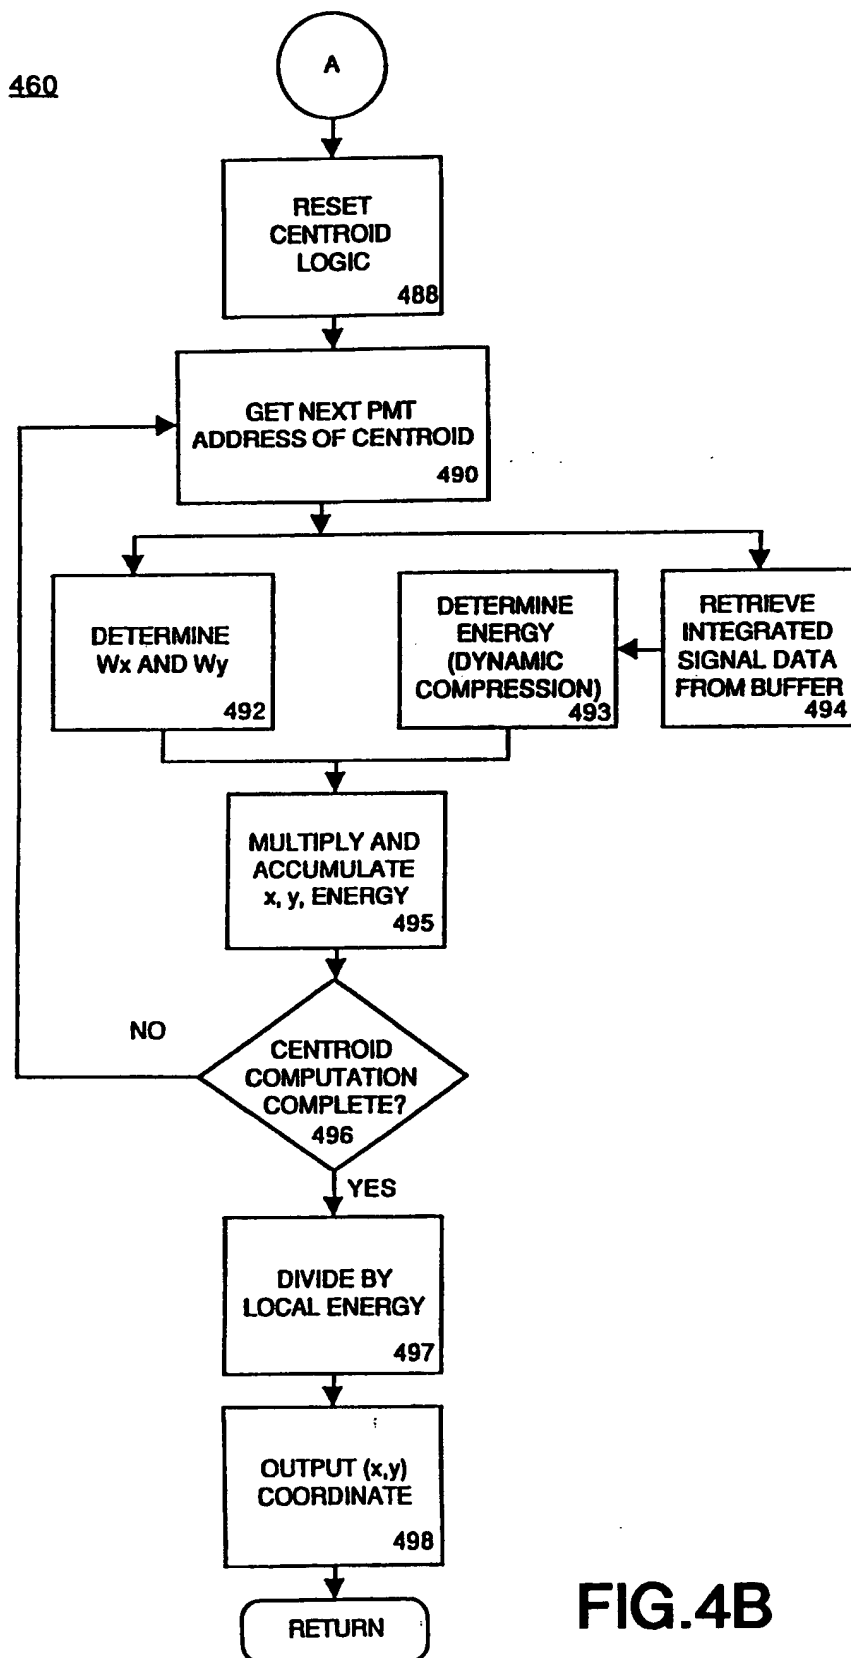 460
A
RESET
CENTROID
LOGIC
488
GET NEXT PMT
ADDRESS OF CENTROID
490
DETERMINE
Wx AND Wy
492
DETERMINE
ENERGY
(DYNAMIC
COMPRESSION)
493
RETRIEVE
INTEGRATED
SIGNAL DATA
FROM BUFFER
494
MULTIPLY AND
ACCUMULATE
x, y, ENERGY
495
NO
CENTROID
COMPUTATION
COMPLETE?
496
YES
DIVIDE BY
LOCAL ENERGY
497
OUTPUT (x,y)
COORDINATE
498
RETURN
FIG.4B